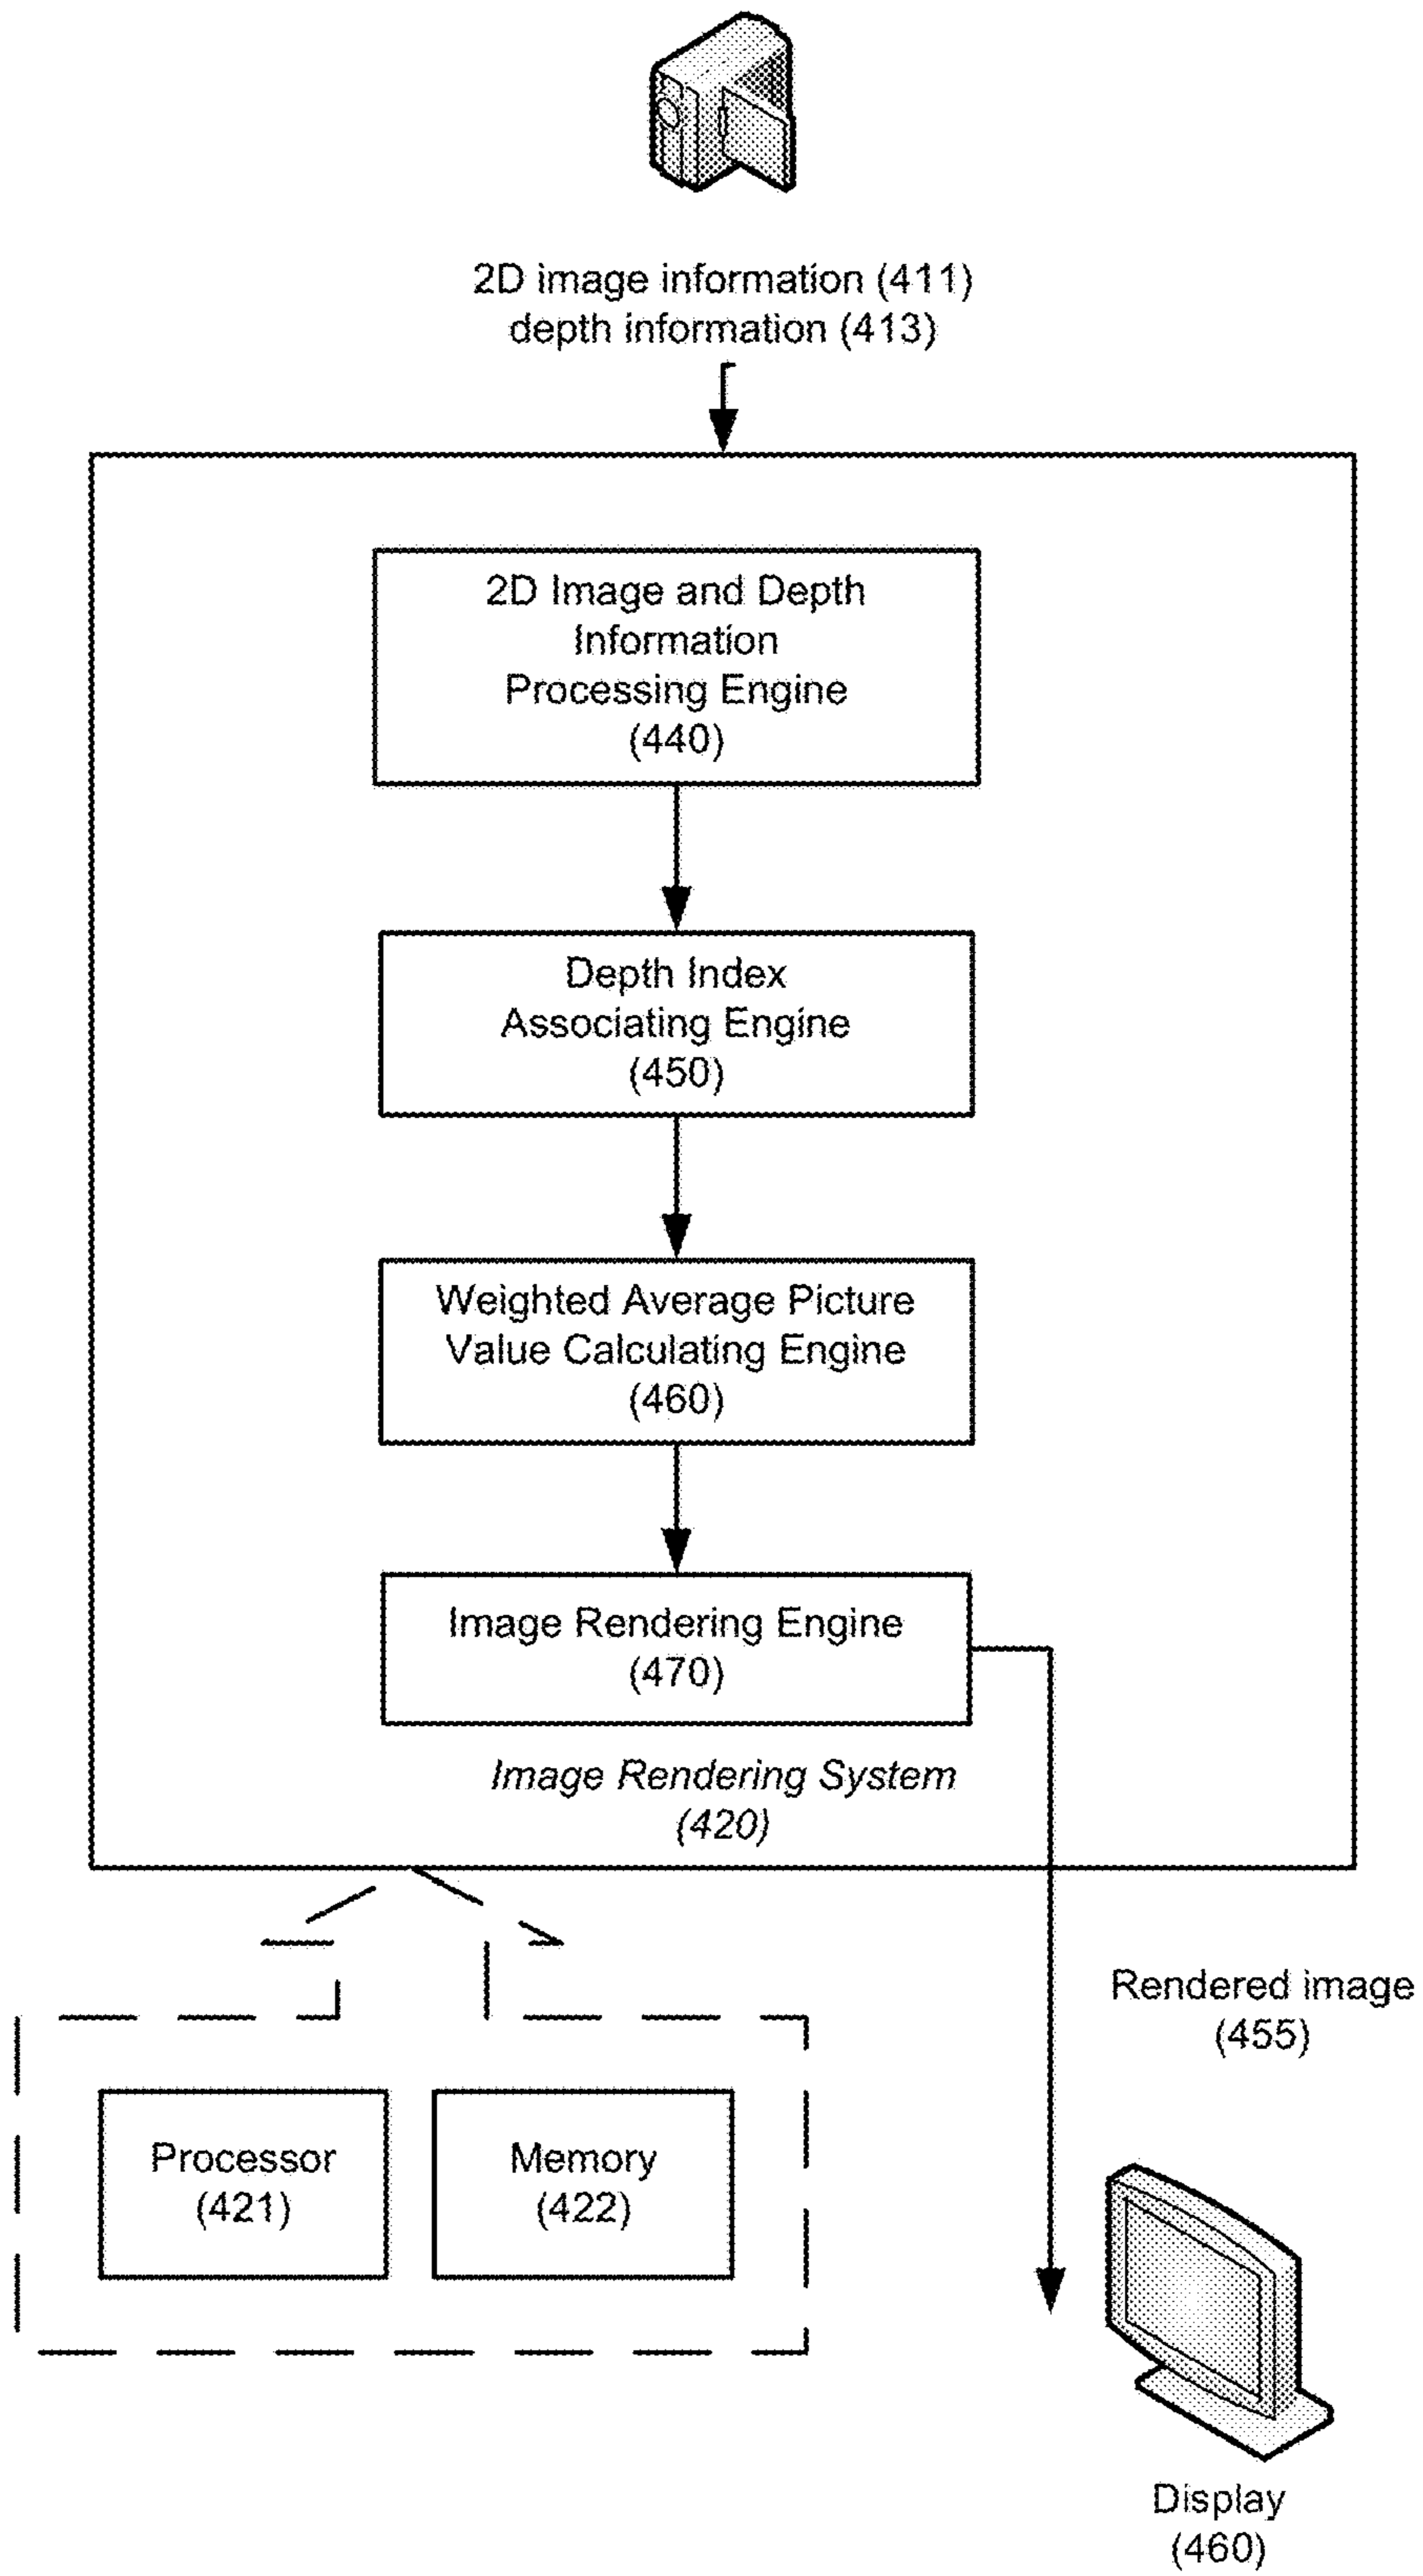 2D image information (411)
depth information (413)
2D Image and Depth
Information
Processing Engine
(440)
Depth Index
Associating Engine
(450)
Weighted Average Picture
Value Calculating Engine
(460)
Image Rendering Engine
(470)
Image Rendering System
(420)
Rendered image
(455)
Processor
(421)
Memory
(422)
Display
(460)